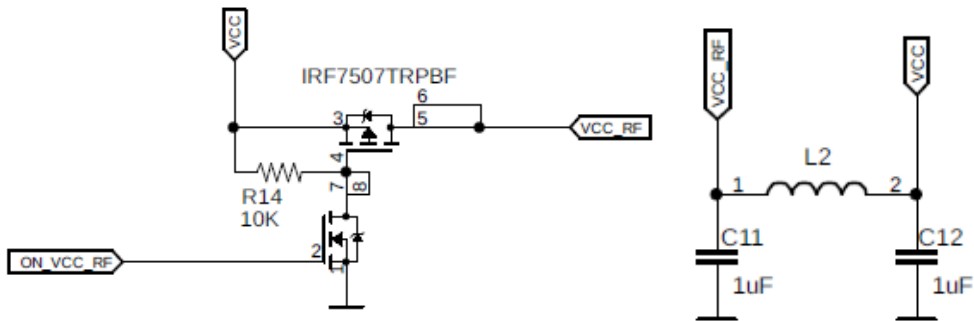 VCC
IRF7507TRPBF
6
3
5
VCC_RF
4
R14
10K
7
8
ON_VCC_RF
2
1
VCC_RF
VCC
L2
1
2
C11
1uF
C12
1uF